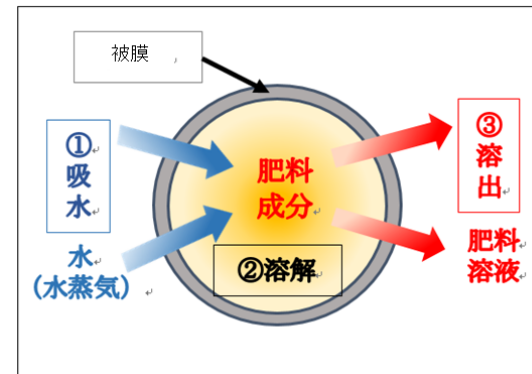 被膜
①
吸
水
水
(水蒸気)
肥料
成分
②溶解
③
溶
出
肥料
溶液